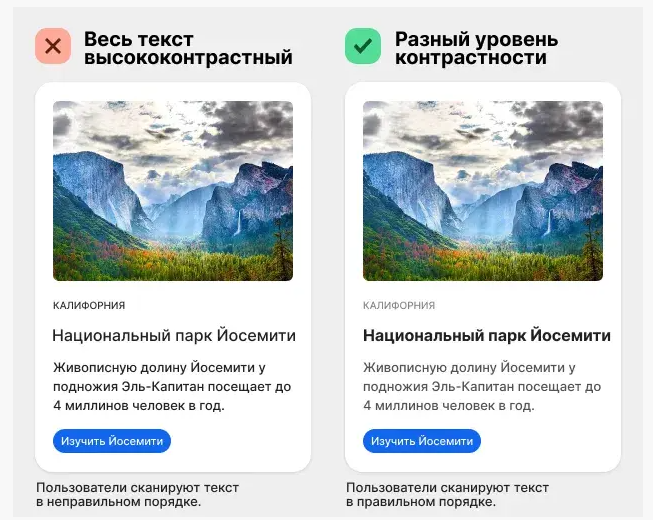 Весь текст
высококонтрастный
КАЛИФОРНИЯ
Национальный парк Йосемити
Живописную долину Йосемити у
подножия Эль-Капитан посещает до
4 миллинов человек в год.
Изучить Йосемити
Пользователи сканируют текст
в неправильном порядке.
Разный уровень
контрастности
КАЛИФОРНИЯ
Национальный парк Йосемити
Живописную долину Йосемити у
подножия Эль-Капитан посещает до
4 миллинов человек в год.
Изучить Йосемити
Пользователи сканируют текст
в правильном порядке.